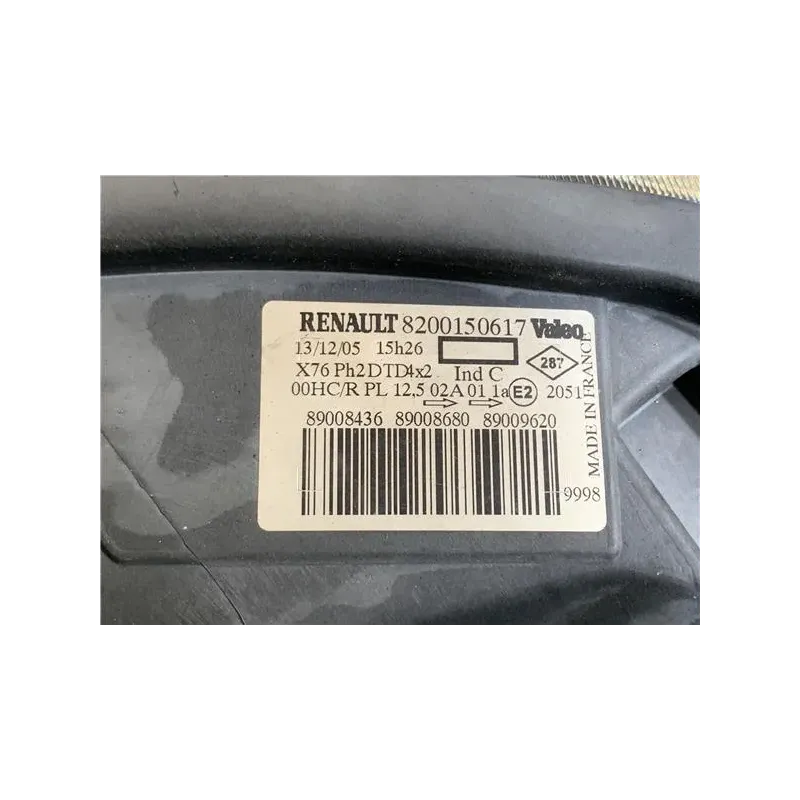 RENAULT 8200150617 Valeo
13/12/05 15h26
X76 Ph2 DTD4x2 Ind C 287
00HC/R PL 12,5 02A 01 1a E2 2051
89008436 89008680 89009620
9998
MADE IN FRANCE